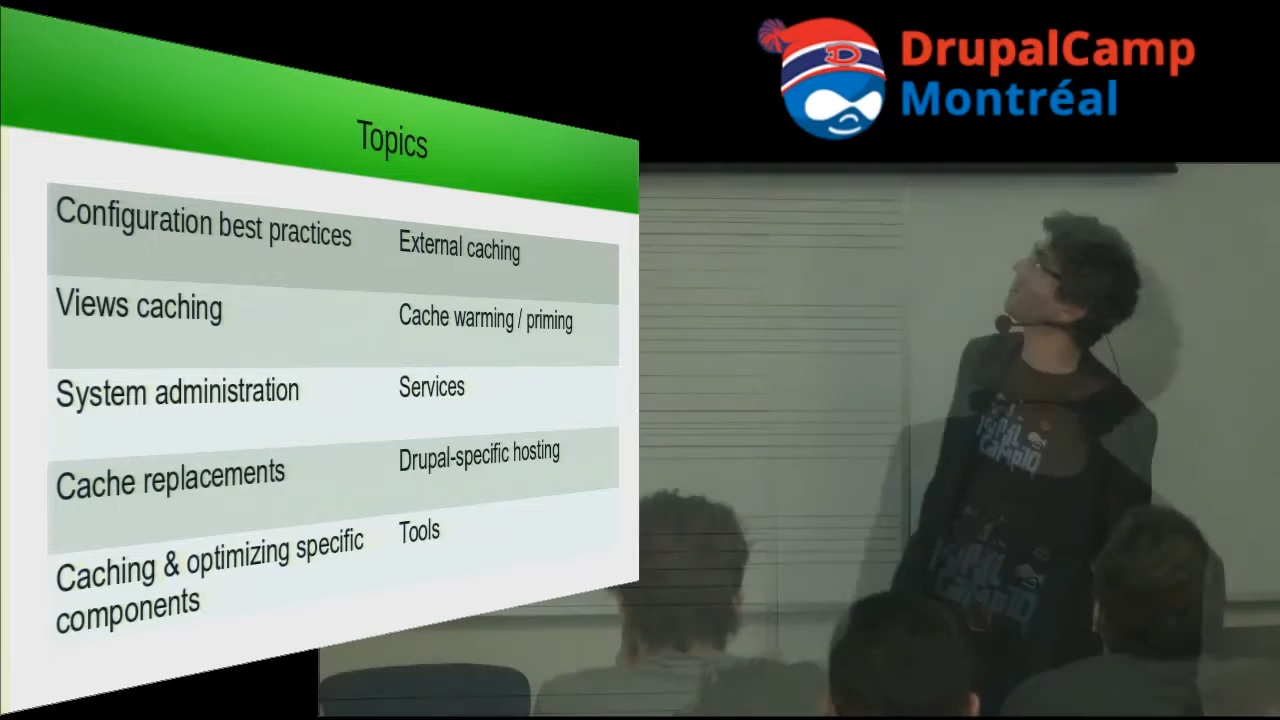 DrupalCamp
Montréal
Topics
Configuration best practices
External caching
Views caching
Cache warming / priming
System administration
Services
Cache replacements
Drupal-specific hosting
Caching & optimizing specific
components
Tools